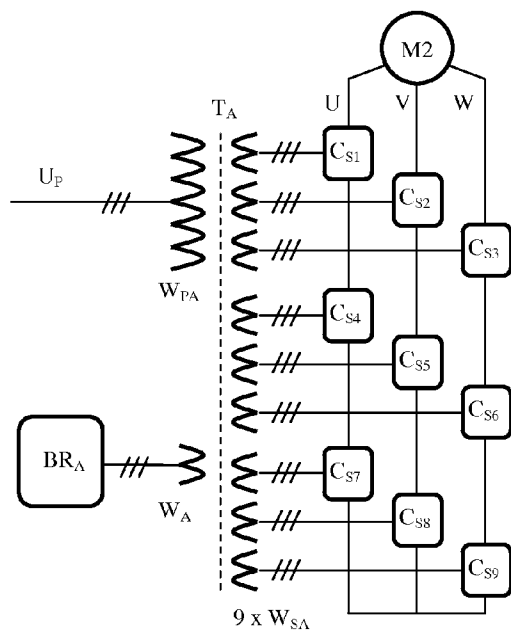 M2
U V W
T_A
C_S1
U_P
C_S2
C_S3
W_PA
C_S4
C_S5
C_S6
BR_A
C_S7
W_A
C_S8
C_S9
9 x W_SA